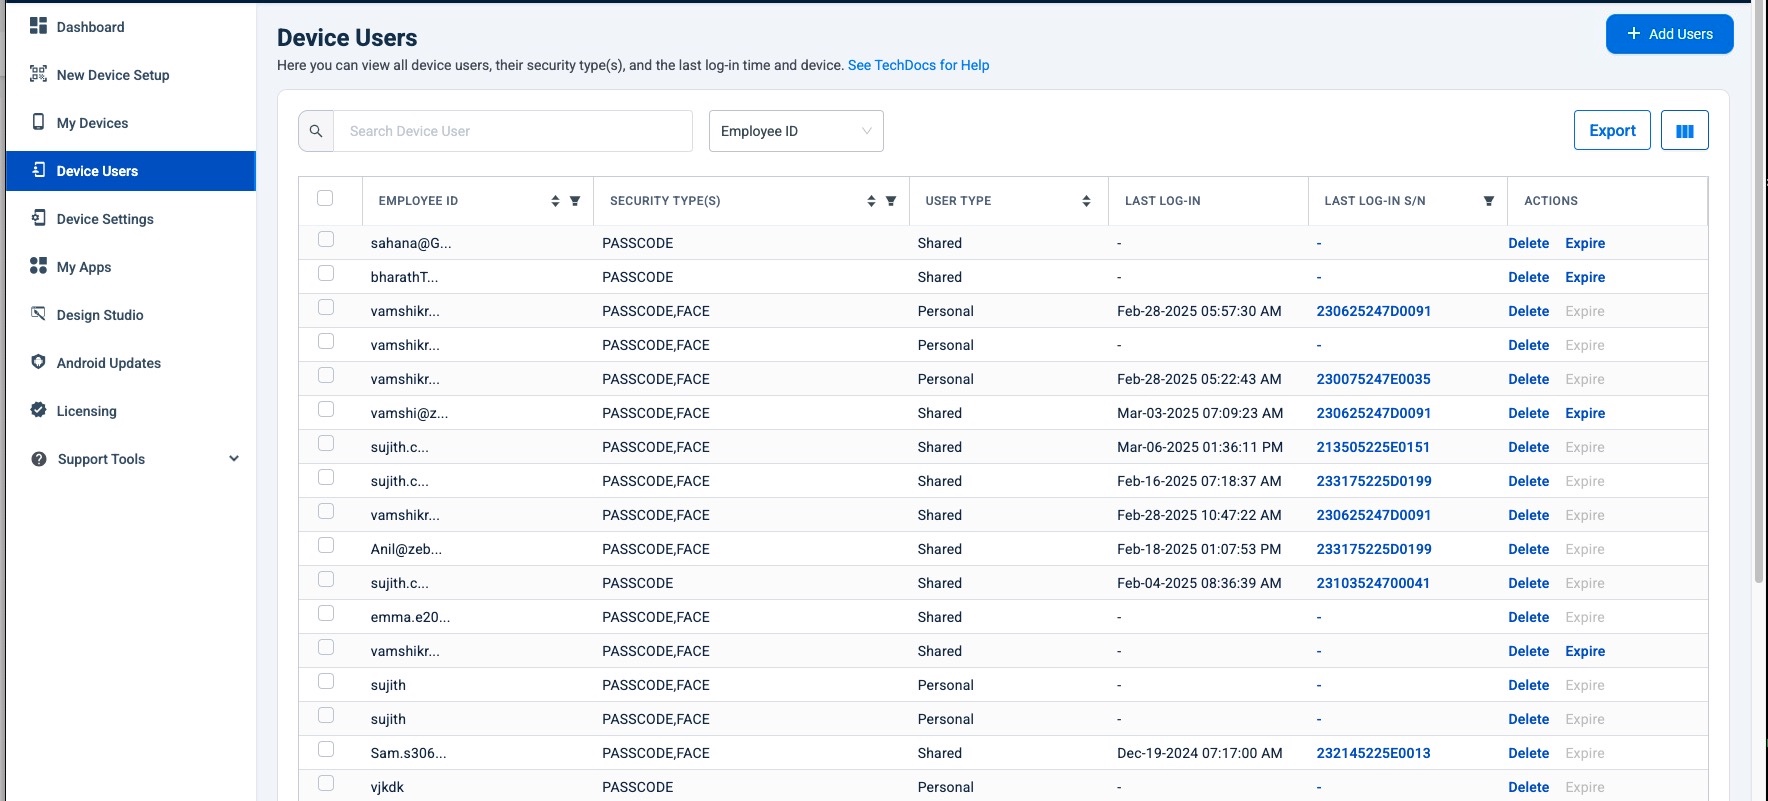 Dashboard
New Device Setup
My Devices
Device Users
Device Settings
My Apps
Design Studio
Android Updates
Licensing
Support Tools
Device Users
Here you can view all device users, their security type(s), and the last log-in time and device. See TechDocs for Help
+ Add Users
Search Device User
Employee ID
Export
EMPLOYEE ID SECURITY TYPE(S) USER TYPE LAST LOG-IN LAST LOG-IN S/N ACTIONS
sahana@G... PASSCODE Shared - - Delete Expire
bharathT... PASSCODE Shared - - Delete Expire
vamshikr... PASSCODE,FACE Personal Feb-28-2025 05:57:30 AM 230625247D0091 Delete Expire
vamshikr... PASSCODE,FACE Personal - - Delete Expire
vamshikr... PASSCODE,FACE Personal Feb-28-2025 05:22:43 AM 230075247E0035 Delete Expire
vamshi@z... PASSCODE,FACE Shared Mar-03-2025 07:09:23 AM 230625247D0091 Delete Expire
sujith.c... PASSCODE,FACE Shared Mar-06-2025 01:36:11 PM 213505225E0151 Delete Expire
sujith.c... PASSCODE,FACE Shared Feb-16-2025 07:18:37 AM 233175225D0199 Delete Expire
vamshikr... PASSCODE,FACE Shared Feb-28-2025 10:47:22 AM 230625247D0091 Delete Expire
Anil@zeb... PASSCODE,FACE Shared Feb-18-2025 01:07:53 PM 233175225D0199 Delete Expire
sujith.c... PASSCODE Shared Feb-04-2025 08:36:39 AM 23103524700041 Delete Expire
emma.e20... PASSCODE,FACE Shared - - Delete Expire
vamshikr... PASSCODE,FACE Shared - - Delete Expire
sujith PASSCODE,FACE Personal - - Delete Expire
sujith PASSCODE,FACE Personal - - Delete Expire
Sam.s306... PASSCODE,FACE Shared Dec-19-2024 07:17:00 AM 232145225E0013 Delete Expire
vjkdk PASSCODE Personal - - Delete Expire